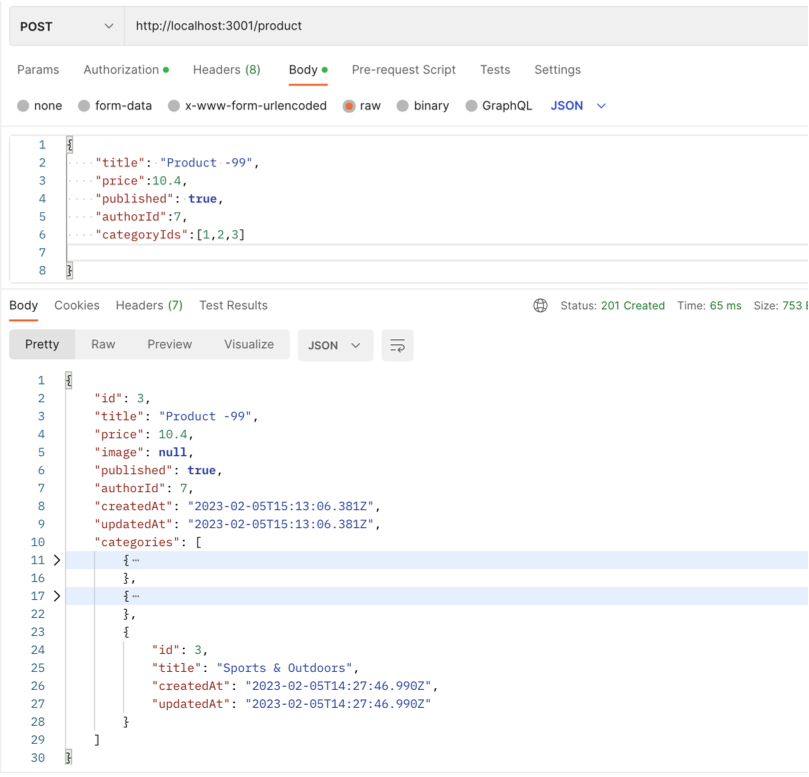 POST http://localhost:3001/product
Params Authorization Headers (8) Body Pre-request Script Tests Settings
none form-data x-www-form-urlencoded raw binary GraphQL JSON
1 {
2 "title": "Product -99",
3 "price":10.4,
4 "published": true,
5 "authorId":7,
6 "categoryIds":[1,2,3]
7
8 }
Body Cookies Headers (7) Test Results Status: 201 Created Time: 65 ms Size: 753
Pretty Raw Preview Visualize JSON
1 {
2 "id": 3,
3 "title": "Product -99",
4 "price": 10.4,
5 "image": null,
6 "published": true,
7 "authorId": 7,
8 "createdAt": "2023-02-05T15:13:06.381Z",
9 "updatedAt": "2023-02-05T15:13:06.381Z",
10 "categories": [
11 { ⋯
16 },
17 { ⋯
22 },
23 {
24 "id": 3,
25 "title": "Sports & Outdoors",
26 "createdAt": "2023-02-05T14:27:46.990Z",
27 "updatedAt": "2023-02-05T14:27:46.990Z"
28 }
29 ]
30 }